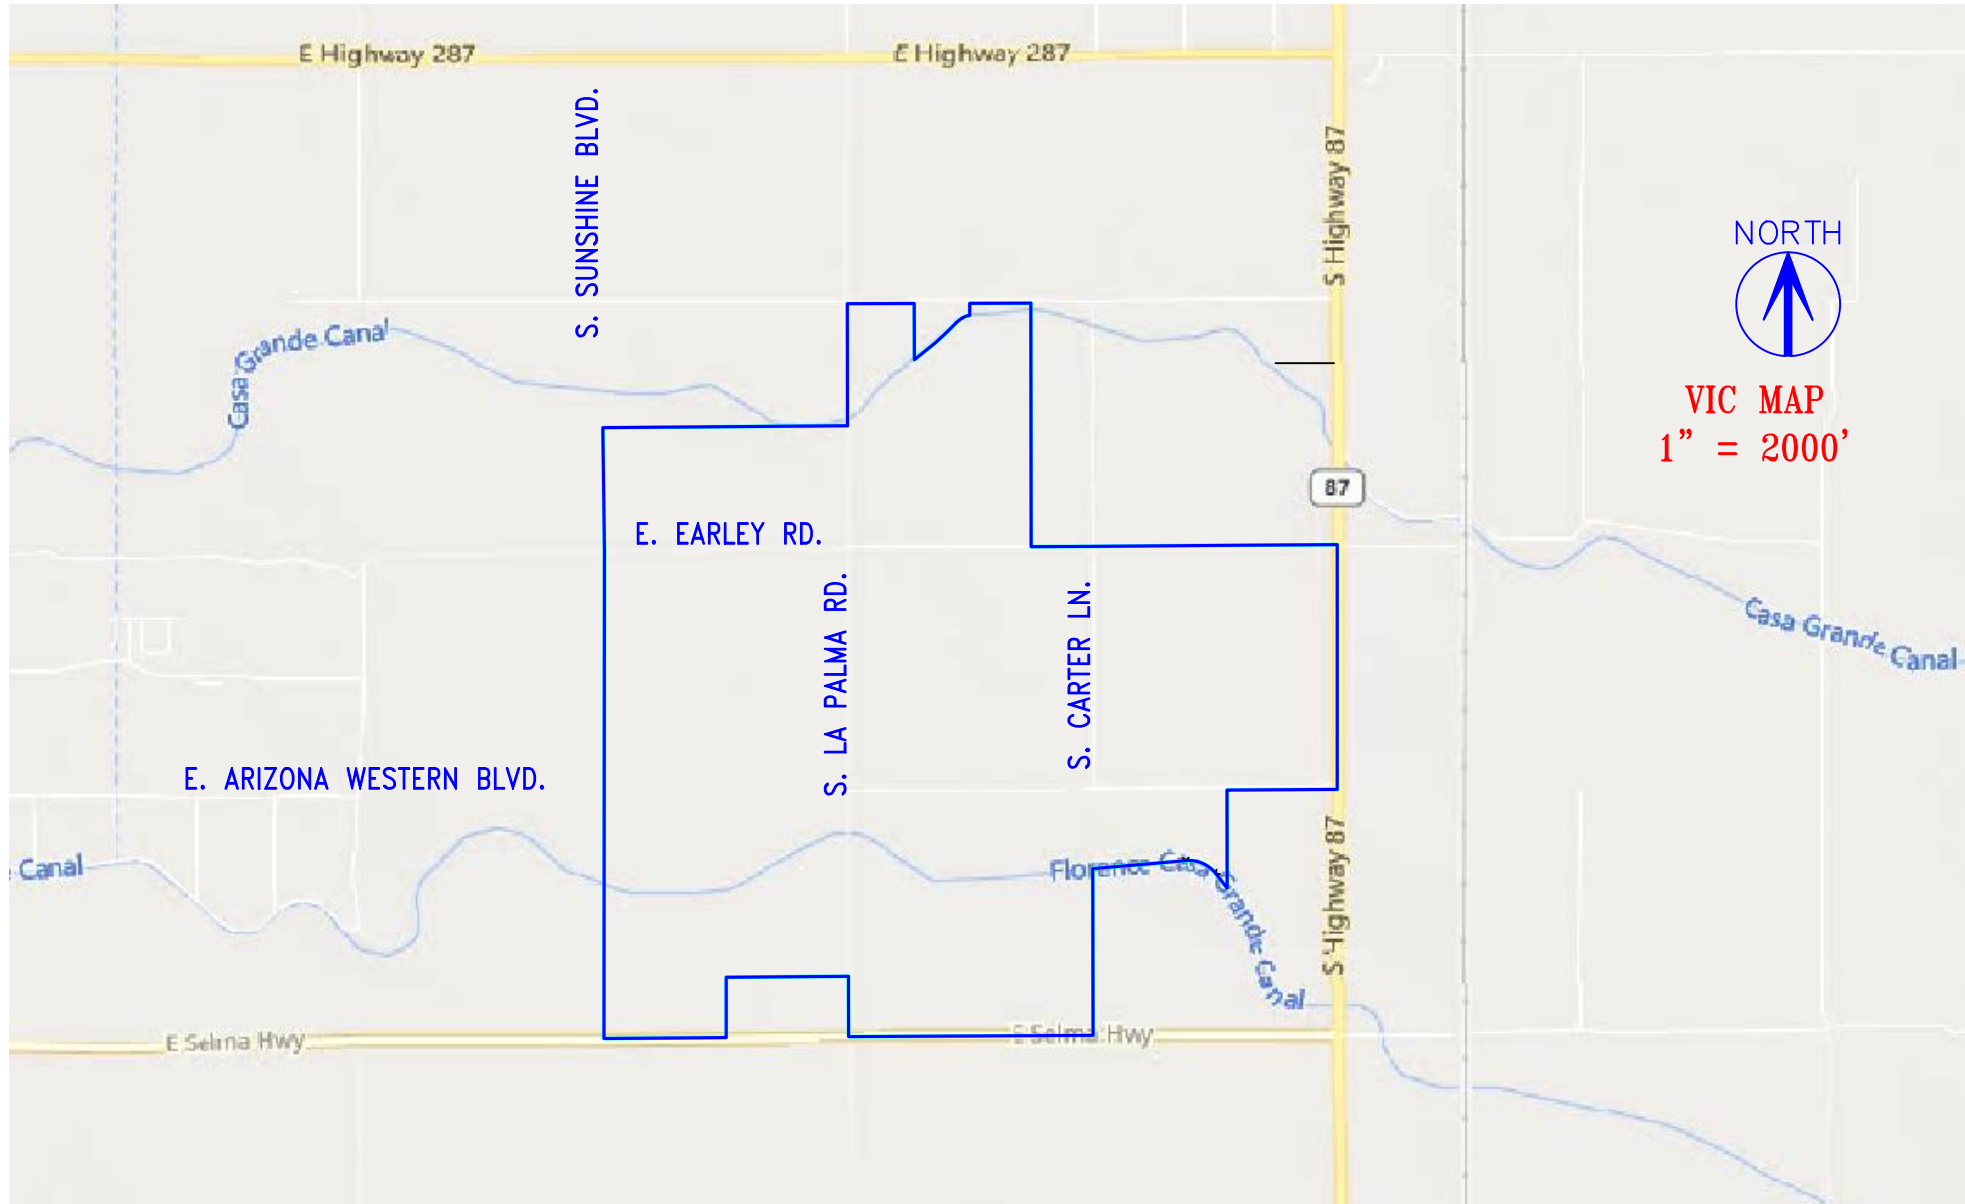 E Highway 287
E Highway 287
S. SUNSHINE BLVD.
S Highway 87
NORTH
Casa Grande Canal
VIC MAP
1” = 2000’
87
E. EARLEY RD.
S. LA PALMA RD.
S. CARTER LN.
Casa Grande Canal
E. ARIZONA WESTERN BLVD.
Canal
Florence Casa Grande Canal
S Highway 87
E Selma Hwy
E Selma Hwy